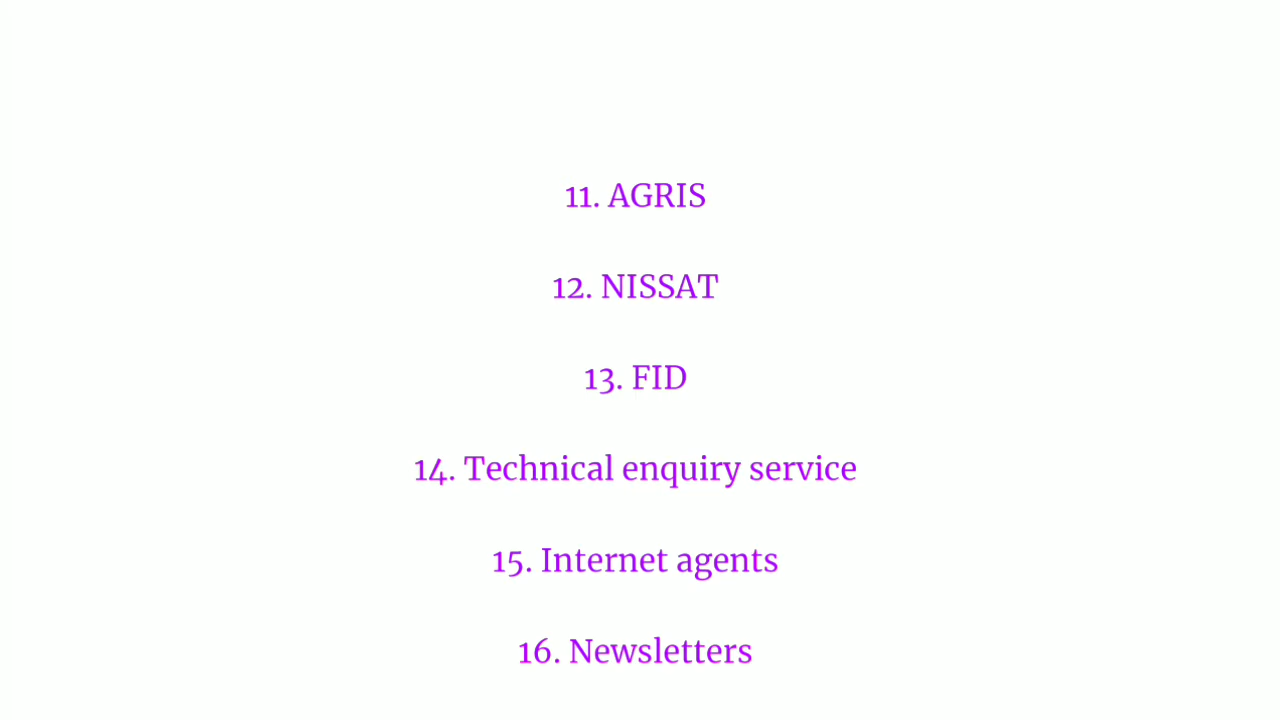 11. AGRIS
12. NISSAT
13. FID
14. Technical enquiry service
15. Internet agents
16. Newsletters